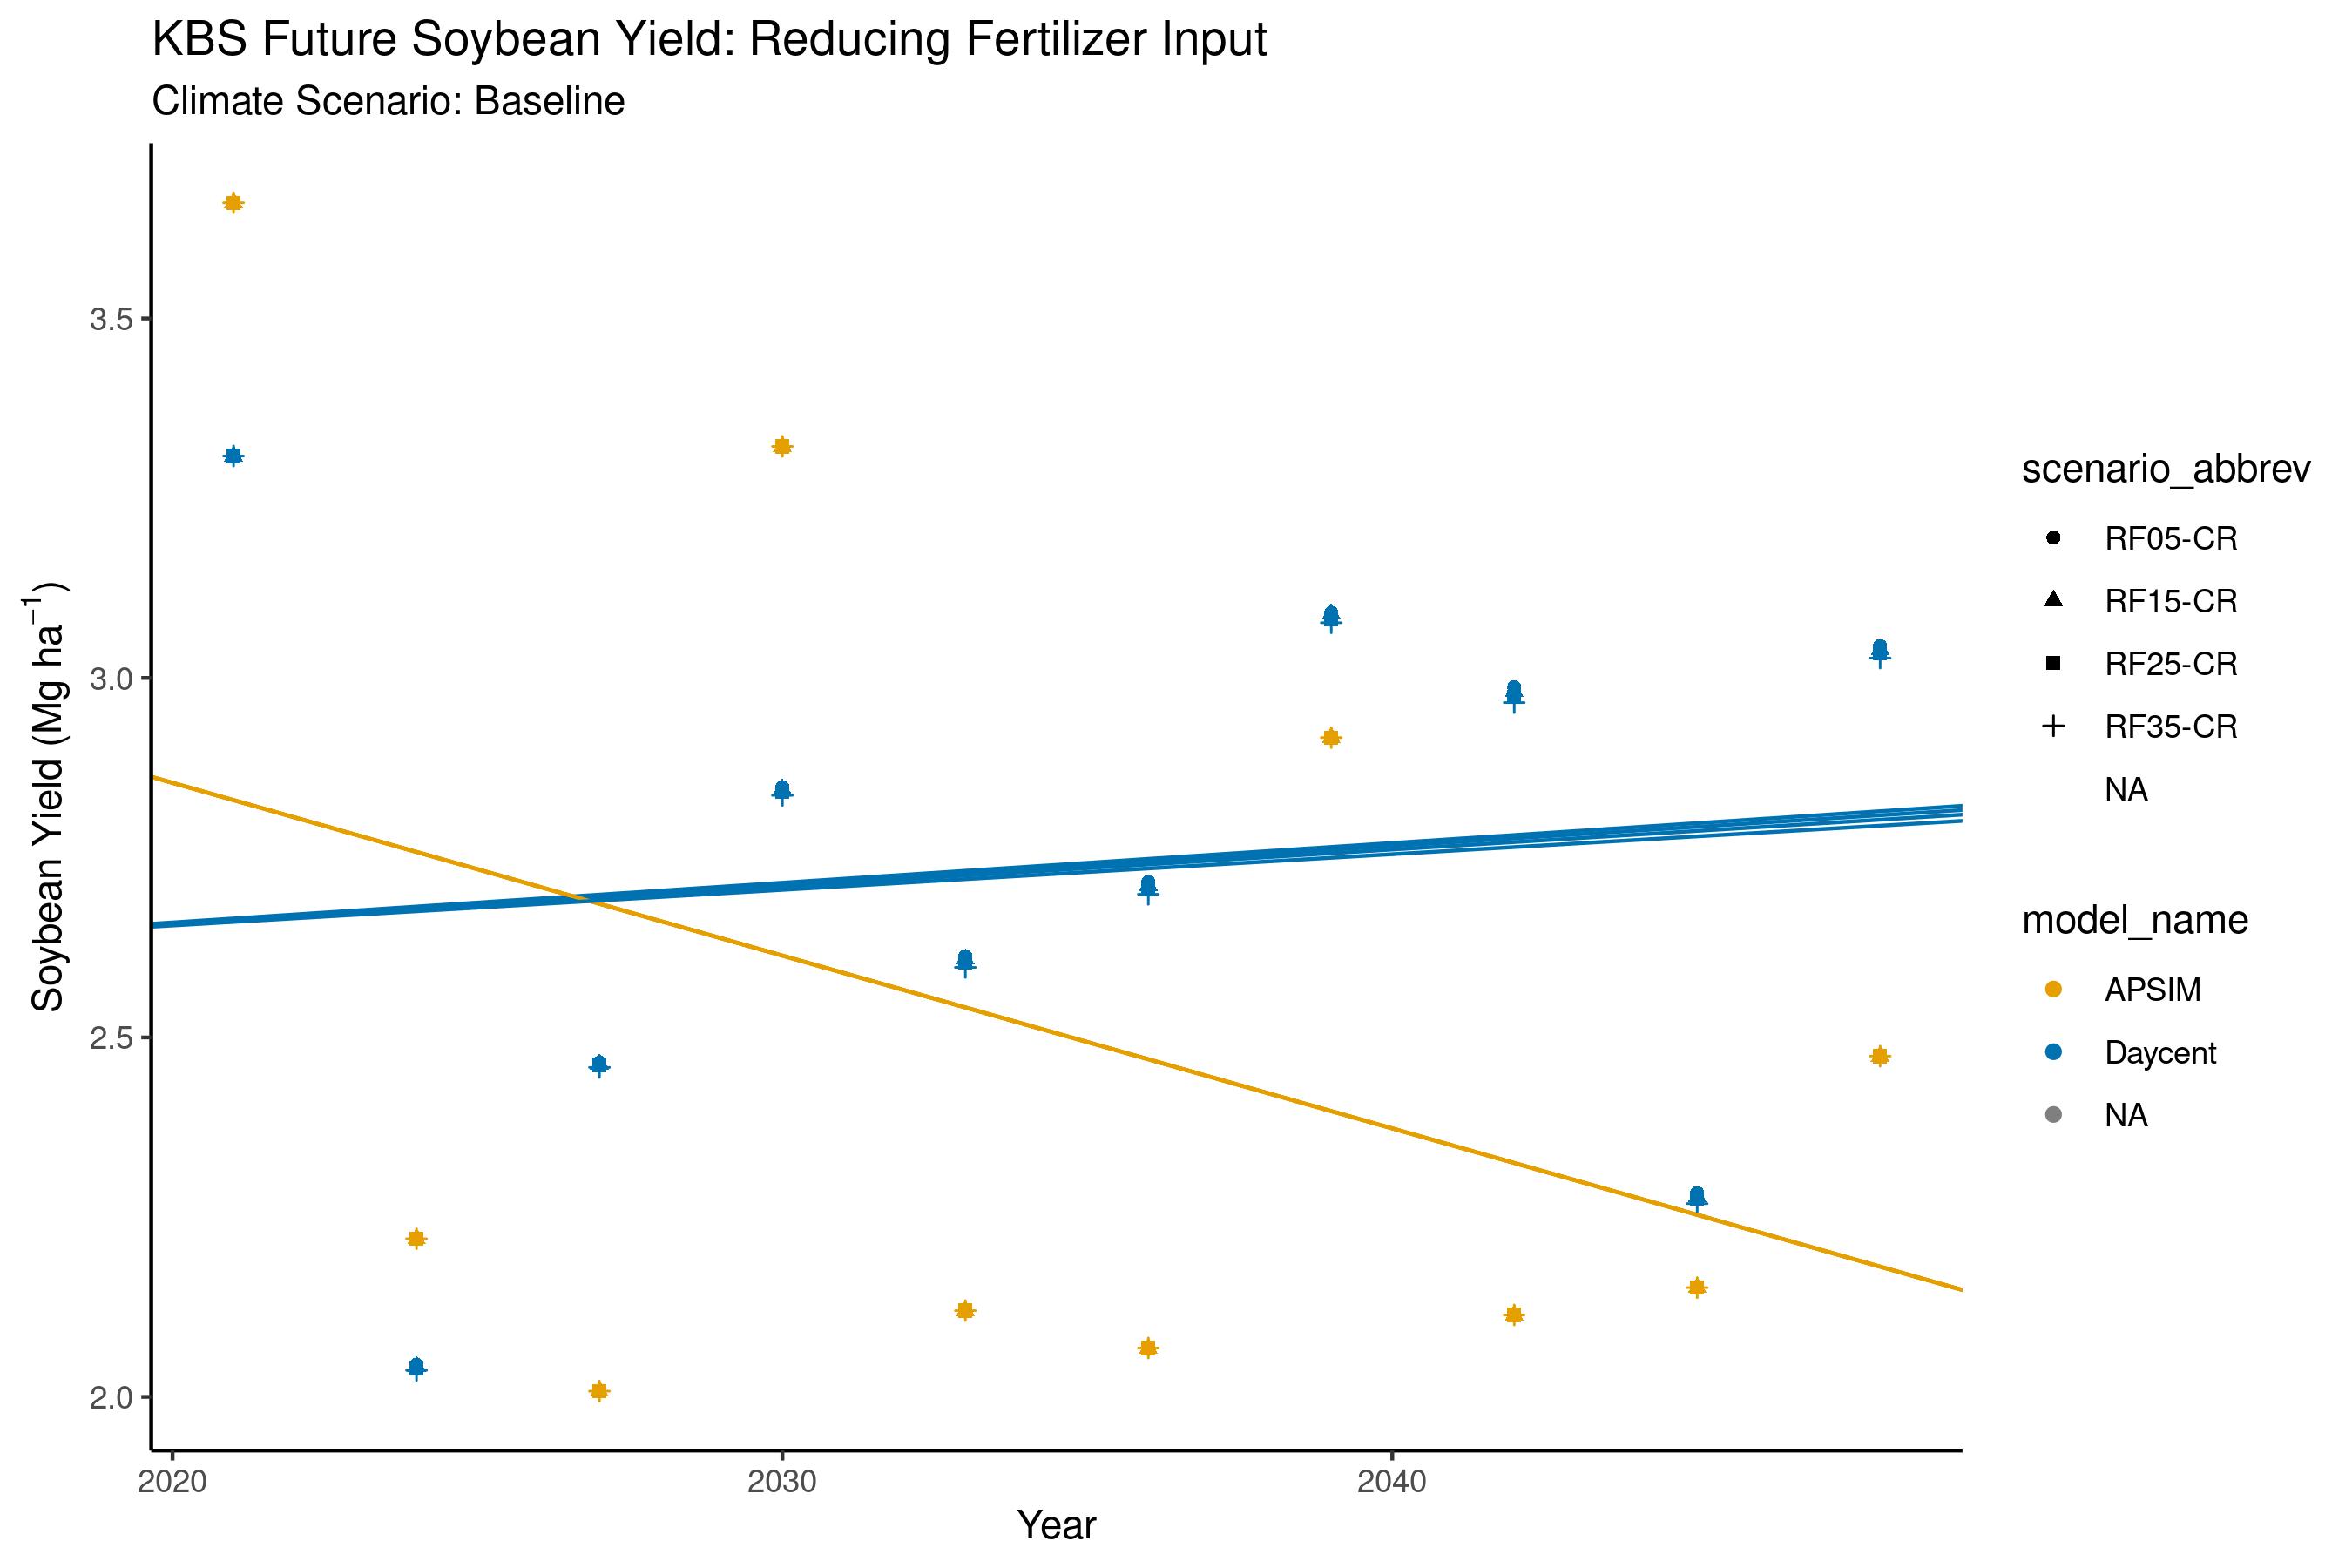 KBS Future Soybean Yield: Reducing Fertilizer Input
Climate Scenario: Baseline
Soybean Yield (Mg ha⁻¹)
3.5
3.0
2.5
2.0
2020
2030
2040
Year
scenario_abbrev
RF05-CR
RF15-CR
RF25-CR
RF35-CR
NA
model_name
APSIM
Daycent
NA